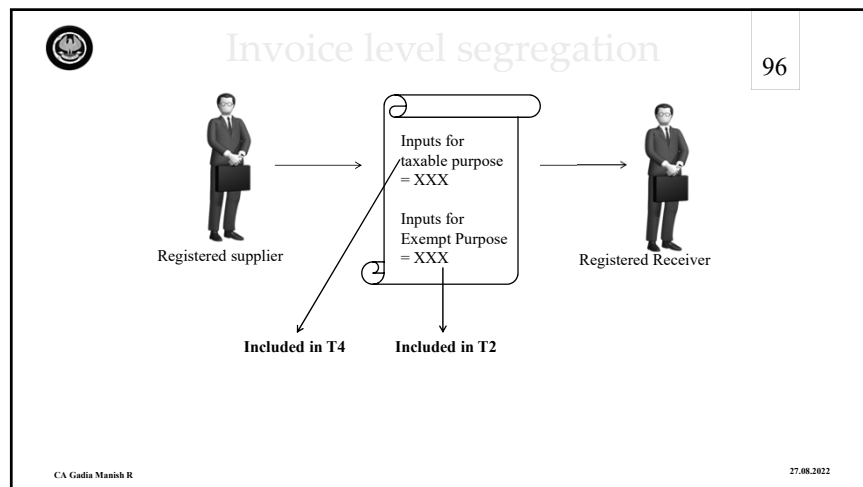 Invoice level segregation
96
Inputs for
taxable purpose
= XXX
Inputs for
Exempt Purpose
= XXX
Registered supplier
Registered Receiver
Included in T4
Included in T2
CA Gadia Manish R
27.08.2022